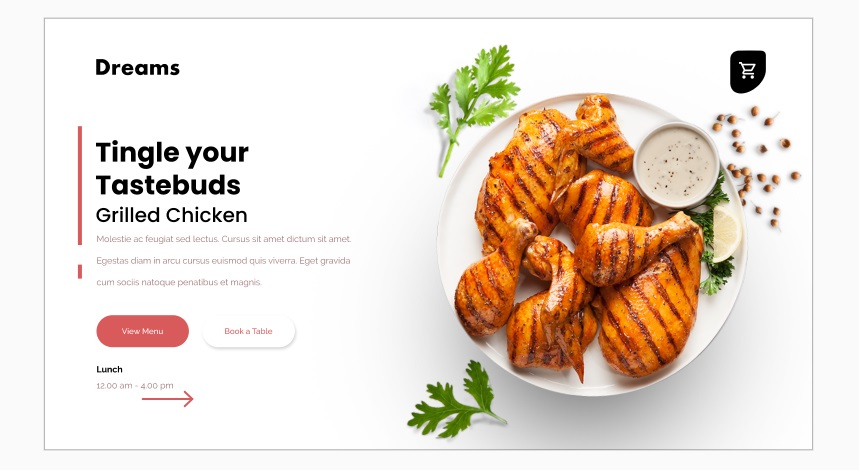 Dreams
Tingle your
Tastebuds
Grilled Chicken
Molestie ac feugiat sed lectus. Cursus sit amet dictum sit amet.
Egestas diam in arcu cursus euismod quis viverra. Eget gravida
cum sociis natoque penatibus et magnis.
View Menu
Book a Table
Lunch
12.00 am - 4.00 pm